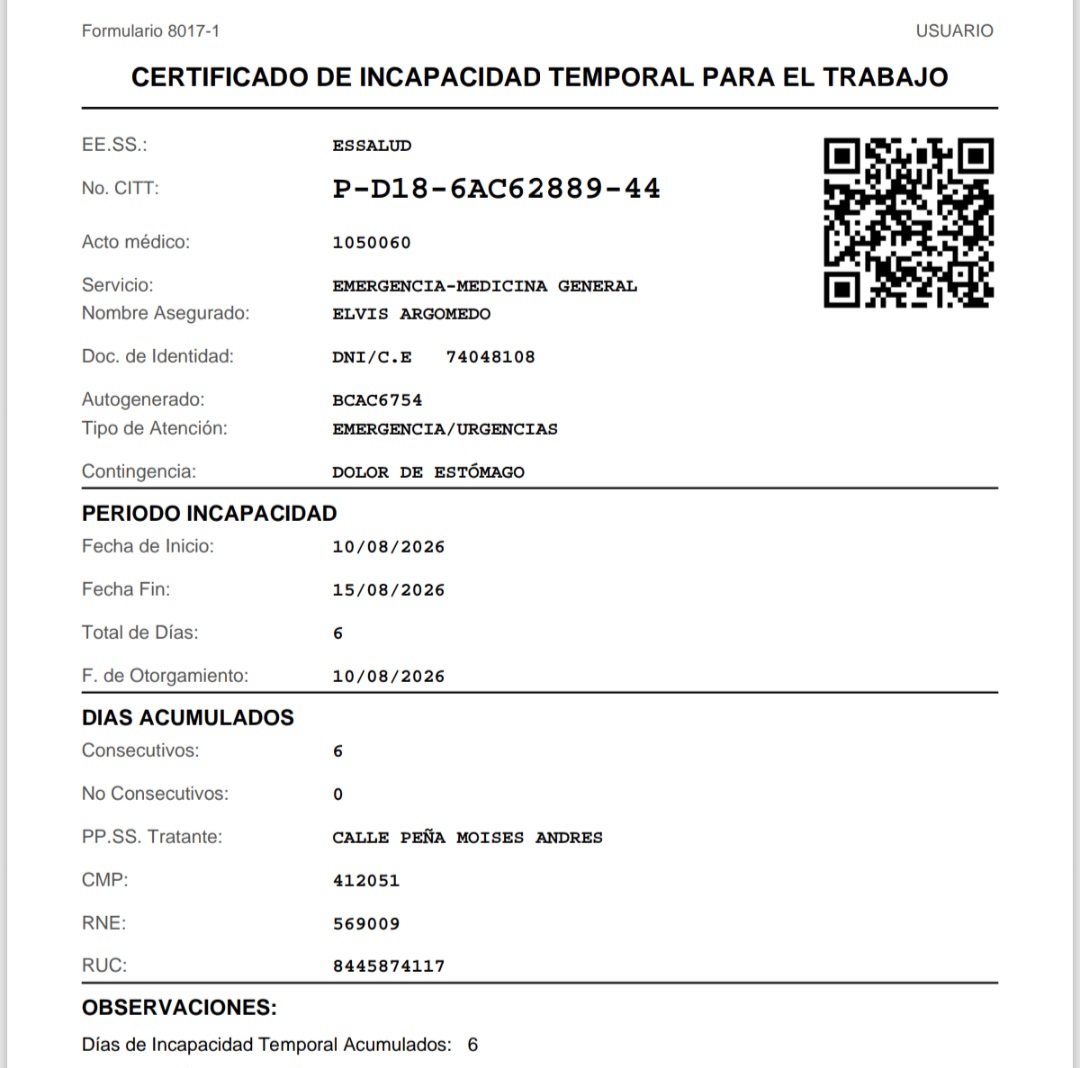 Formulario 8017-1 USUARIO
CERTIFICADO DE INCAPACIDAD TEMPORAL PARA EL TRABAJO
EE.SS.: ESSALUD
No. CITT: P-D18-6AC62889-44
Acto médico: 1050060
Servicio: EMERGENCIA-MEDICINA GENERAL
Nombre Asegurado: ELVIS ARGOMEDO
Doc. de Identidad: DNI/C.E 74048108
Autogenerado: BCAC6754
Tipo de Atención: EMERGENCIA/URGENCIAS
Contingencia: DOLOR DE ESTÓMAGO
PERIODO INCAPACIDAD
Fecha de Inicio: 10/08/2026
Fecha Fin: 15/08/2026
Total de Días: 6
F. de Otorgamiento: 10/08/2026
DIAS ACUMULADOS
Consecutivos: 6
No Consecutivos: 0
PP.SS. Tratante: CALLE PEÑA MOISES ANDRES
CMP: 412051
RNE: 569009
RUC: 8445874117
OBSERVACIONES:
Días de Incapacidad Temporal Acumulados: 6